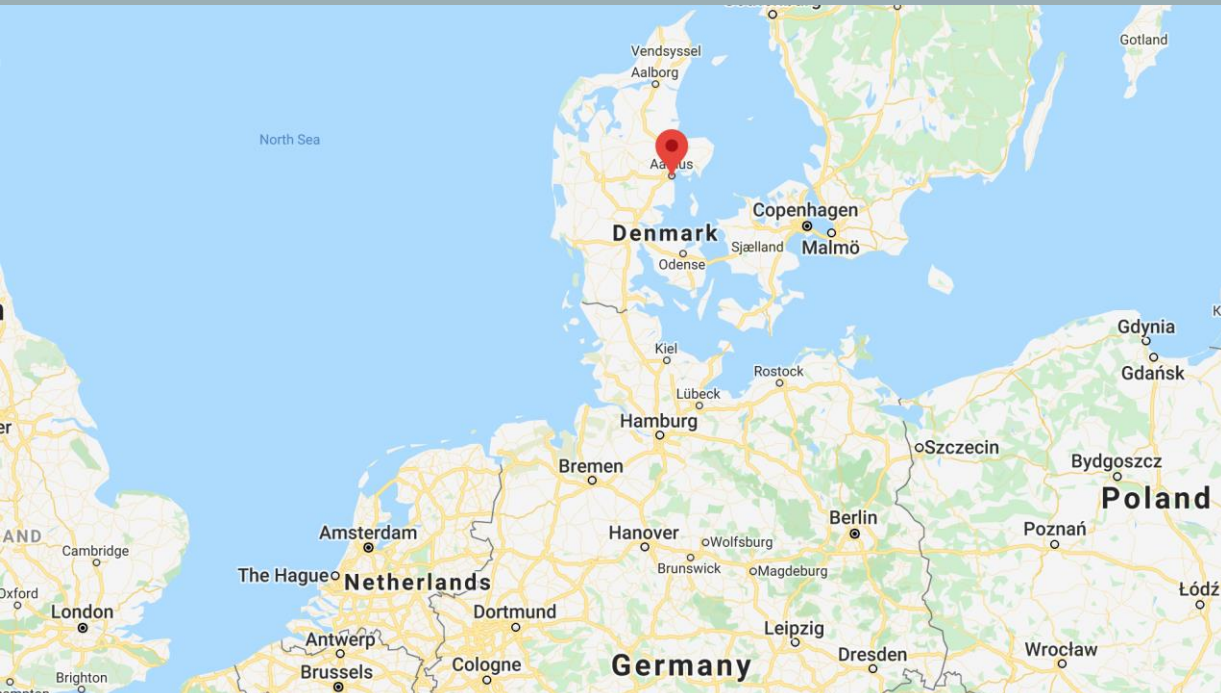 Gotland
Vendsyssel
Aalborg
North Sea
Copenhagen
Denmark
Sjælland
Malmö
Odense
Gdynia
Kiel
Rostock
Gdańsk
Lübeck
Hamburg
Szczecin
Bremen
Bydgoszcz
Poland
Berlin
Amsterdam
Hanover
Poznań
AND
Wolfsburg
Cambridge
Brunswick
Magdeburg
The Hague
Netherlands
Oxford
Łódź
London
Dortmund
Leipzig
Antwerp
Wrocław
Dresden
Cologne
Germany
Brussels
Brighton